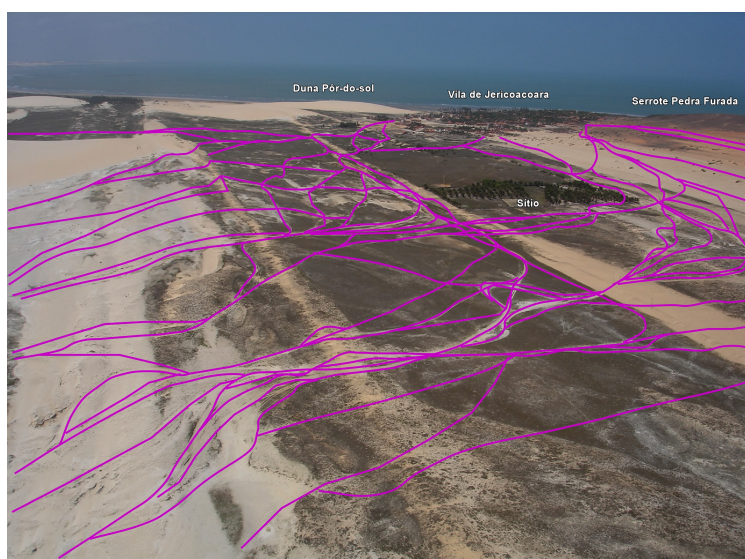 Duna Pôr-do-sol
Vila de Jericoacoara
Serrote Pedra Furada
Sítio